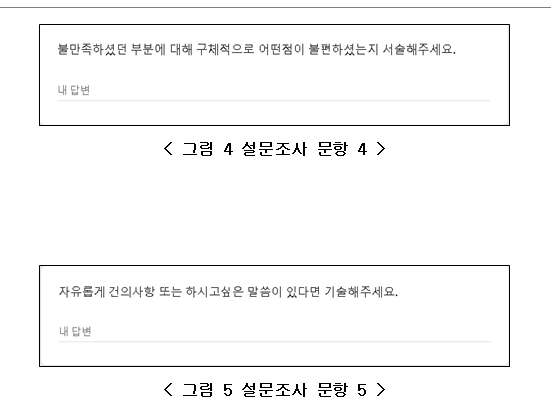 불만족하셨던 부분에 대해 구체적으로 어떤점이 불편하셨는지 서술해주세요.
내 답변
< 그림 4 설문조사 문항 4 >
자유롭게 건의사항 또는 하시고싶은 말씀이 있다면 기술해주세요.
내 답변
< 그림 5 설문조사 문항 5 >